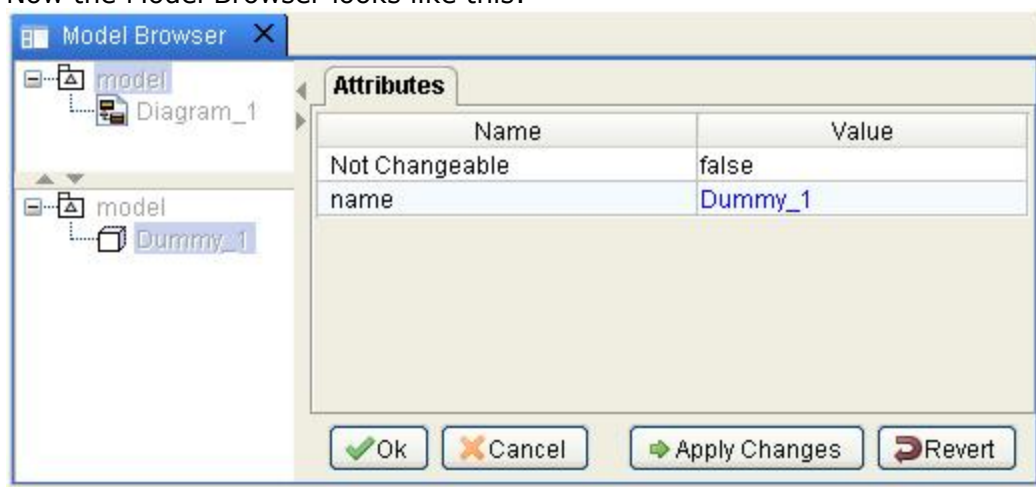 Now the Model Browser looks like this:
Model Browser
model
Diagram_1
model
Dummy_1
Attributes
Name Value
Not Changeable false
name Dummy_1
Ok Cancel Apply Changes Revert